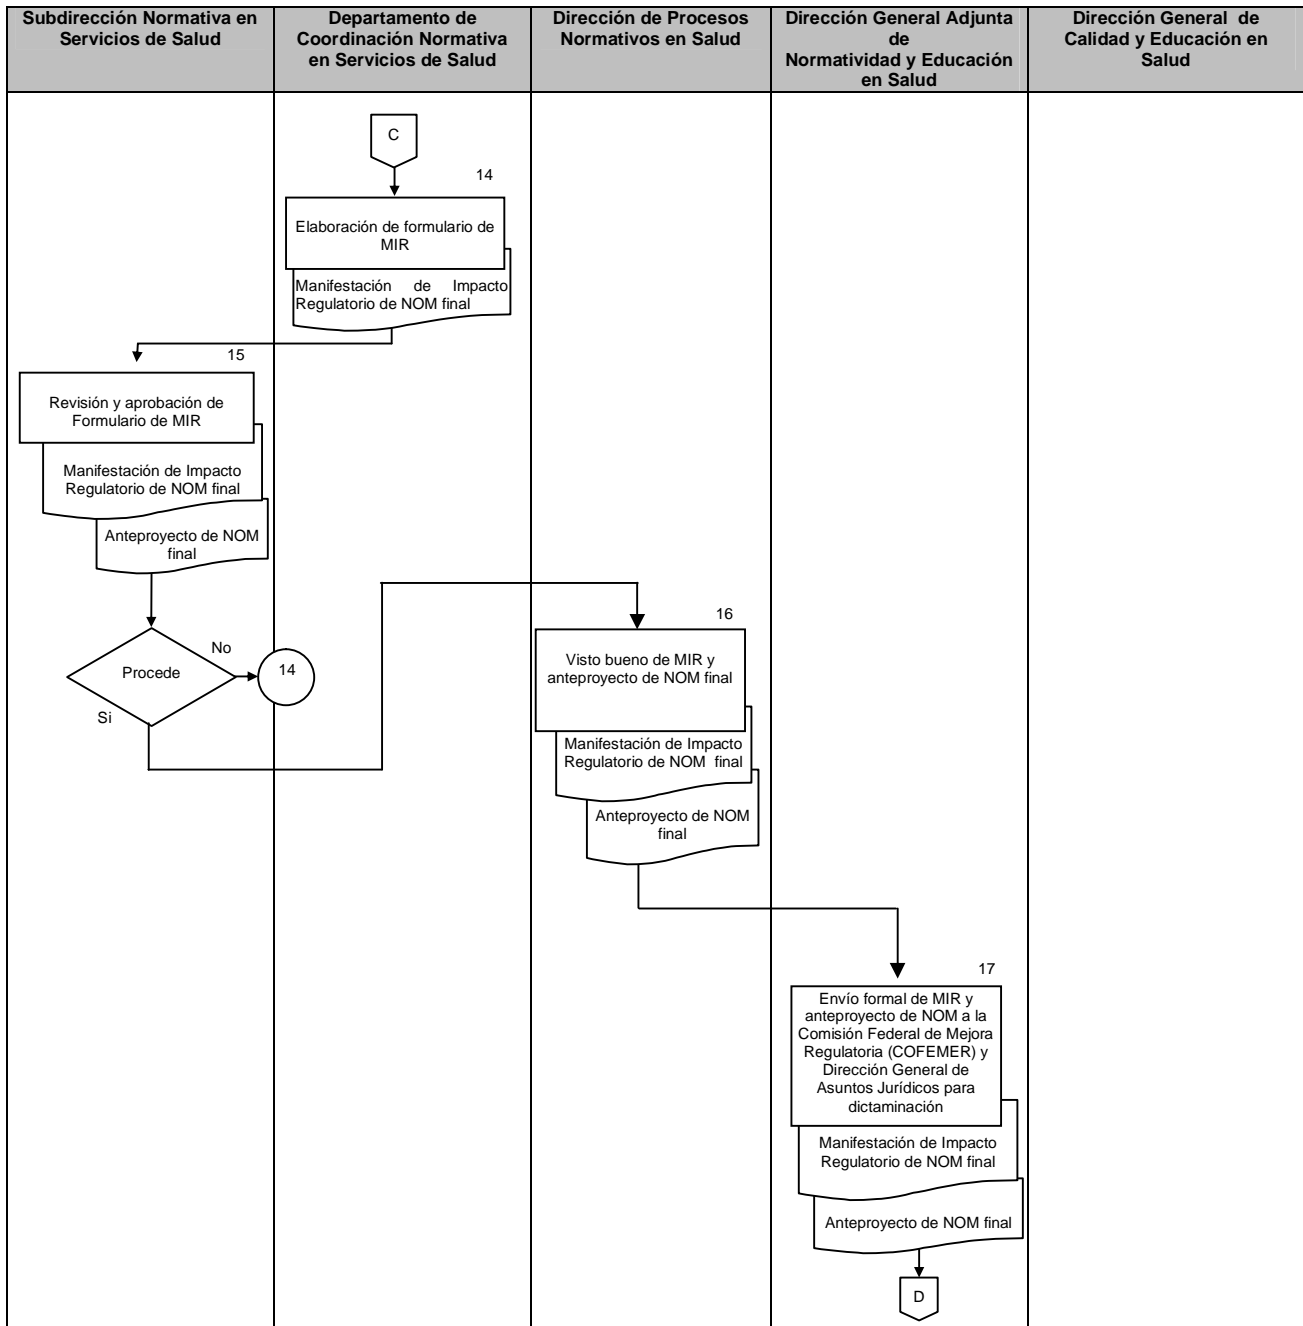 Subdirección Normativa en
Servicios de Salud
Departamento de
Coordinación Normativa
en Servicios de Salud
Dirección de Procesos
Normativos en Salud
Dirección General Adjunta
de
Normatividad y Educación
en Salud
Dirección General de
Calidad y Educación en
Salud
C
14
Elaboración de formulario de
MIR
Manifestación de Impacto
Regulatorio de NOM final
15
Revisión y aprobación de
Formulario de MIR
Manifestación de Impacto
Regulatorio de NOM final
Anteproyecto de NOM
final
Procede
No
14
Si
16
Visto bueno de MIR y
anteproyecto de NOM final
Manifestación de Impacto
Regulatorio de NOM final
Anteproyecto de NOM
final
17
Envío formal de MIR y
anteproyecto de NOM a la
Comisión Federal de Mejora
Regulatoria (COFEMER) y
Dirección General de
Asuntos Jurídicos para
dictaminación
Manifestación de Impacto
Regulatorio de NOM final
Anteproyecto de NOM final
D